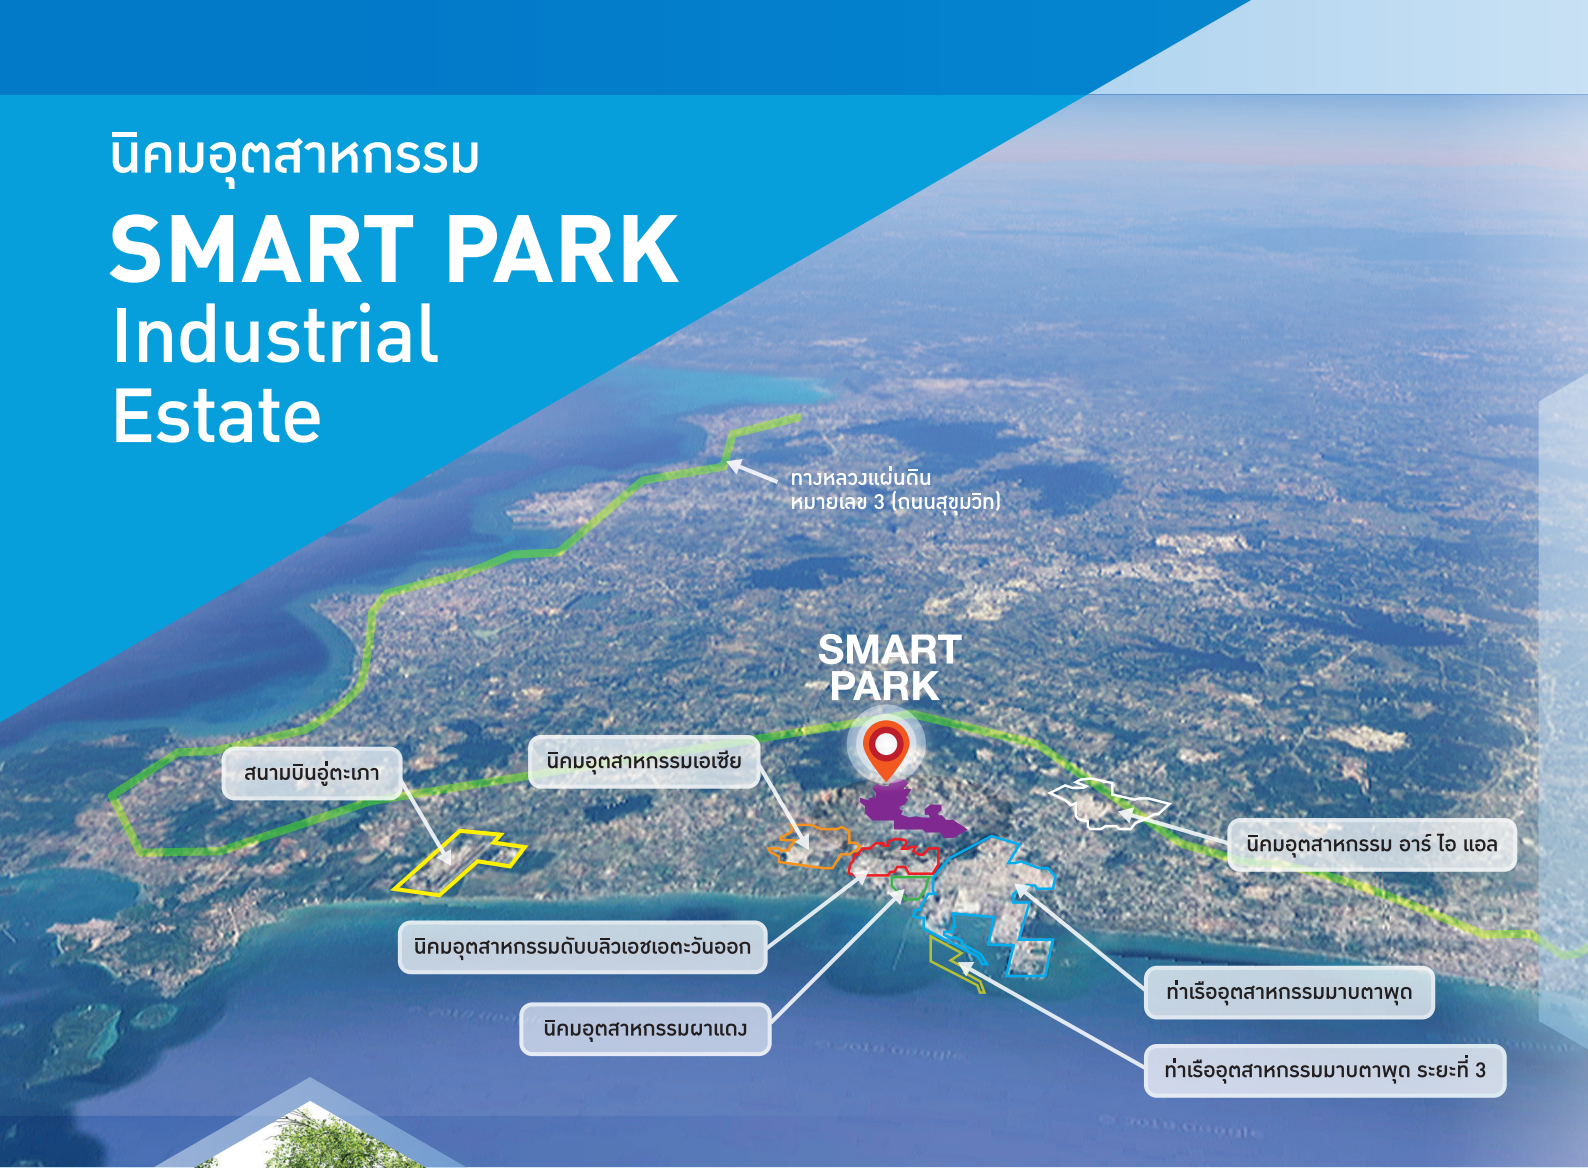 นิคมอุตสาหกรรม
SMART PARK
Industrial
Estate
ทางหลวงแผ่นดิน
หมายเลข 3 (ถนนสุขุมวิท)
SMART
PARK
สนามบินอู่ตะเภา
นิคมอุตสาหกรรมเอเซีย
นิคมอุตสาหกรรม อาร์ ไอ แอล
นิคมอุตสาหกรรมดับบลิวเอชเอตะวันออก
ท่าเรืออุตสาหกรรมมาบตาพุด
นิคมอุตสาหกรรมผาแดง
ท่าเรืออุตสาหกรรมมาบตาพุด ระยะที่ 3
© 2018 Google
© 2018 Google